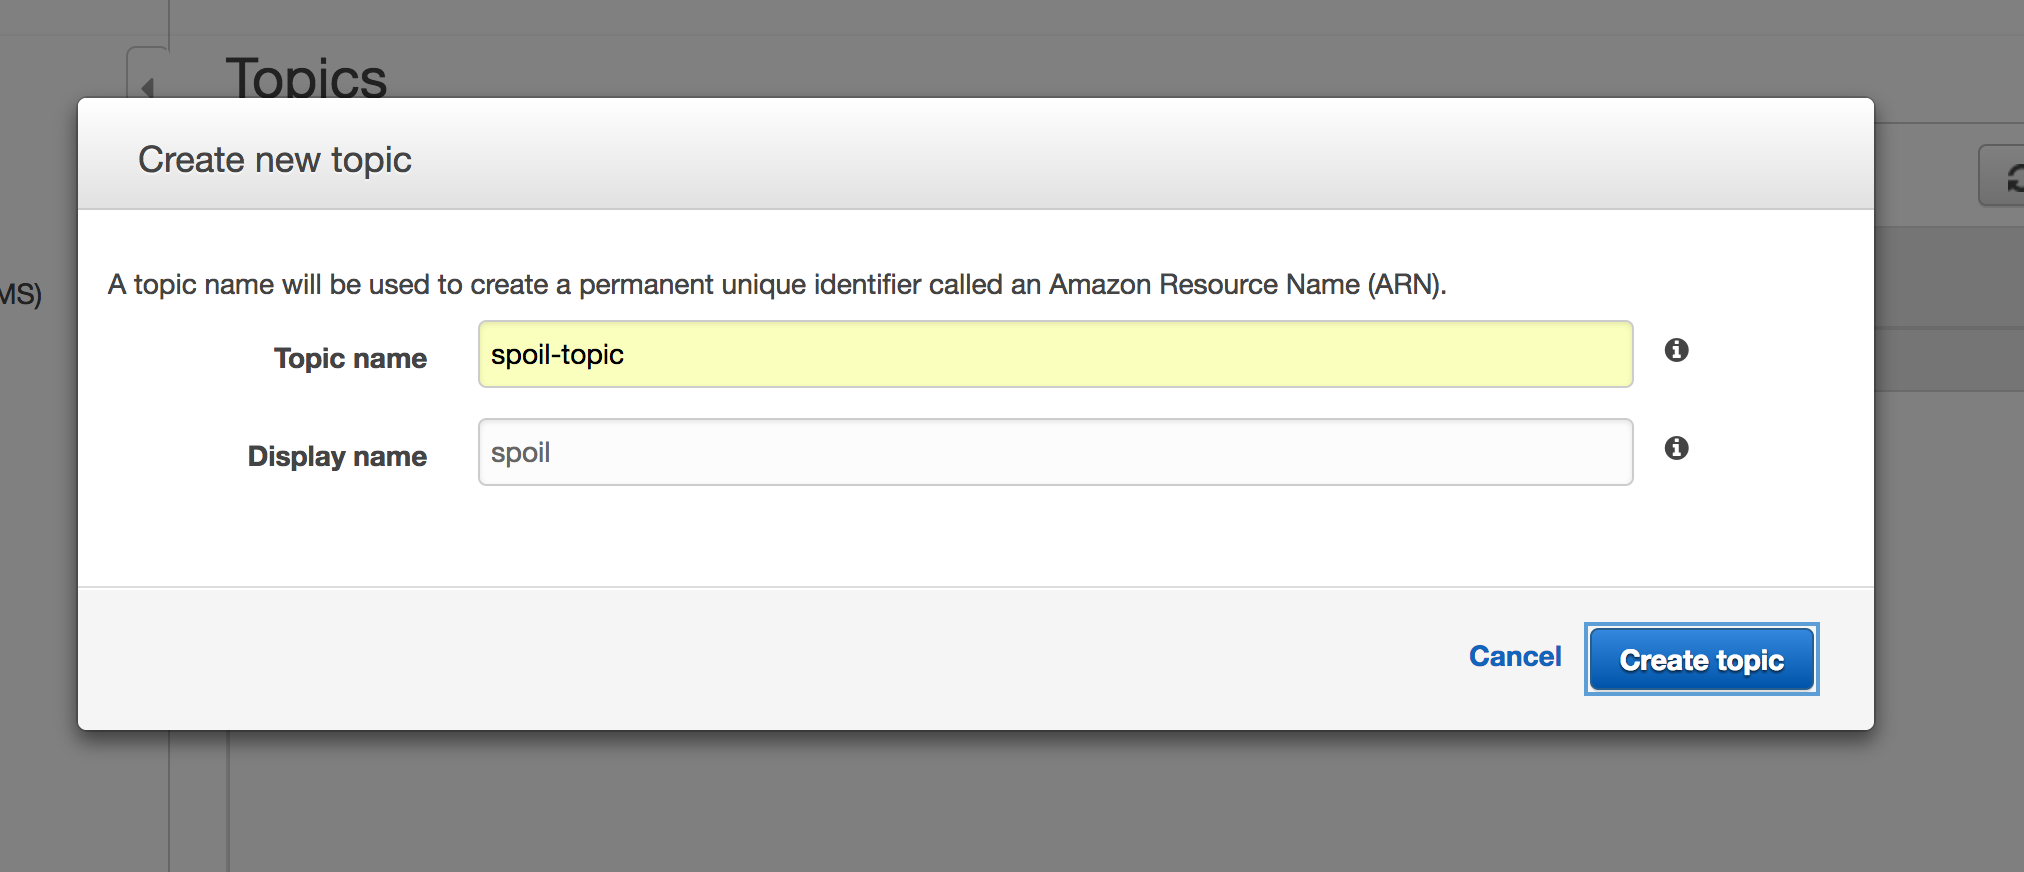 Topics
Create new topic
MS)
A topic name will be used to create a permanent unique identifier called an Amazon Resource Name (ARN).
Topic name
spoil-topic
Display name
spoil
Cancel
Create topic